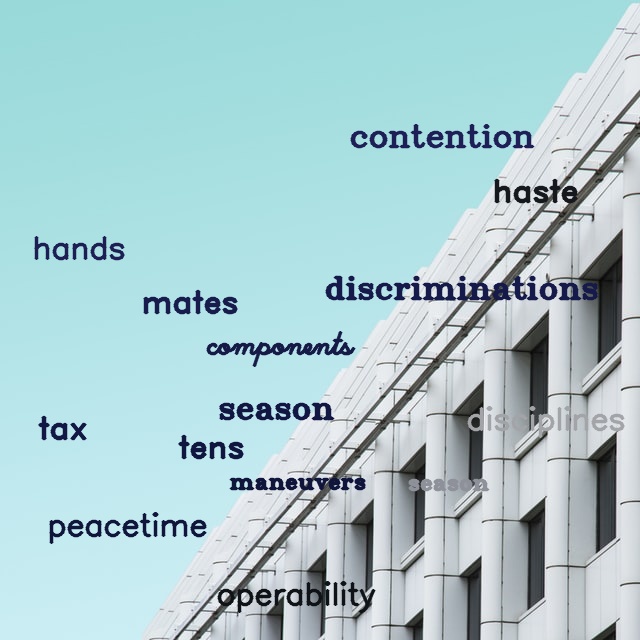 contention
haste
hands
discriminations
mates
components
season
disciplines
tax
tens
maneuvers season
peacetime
operability